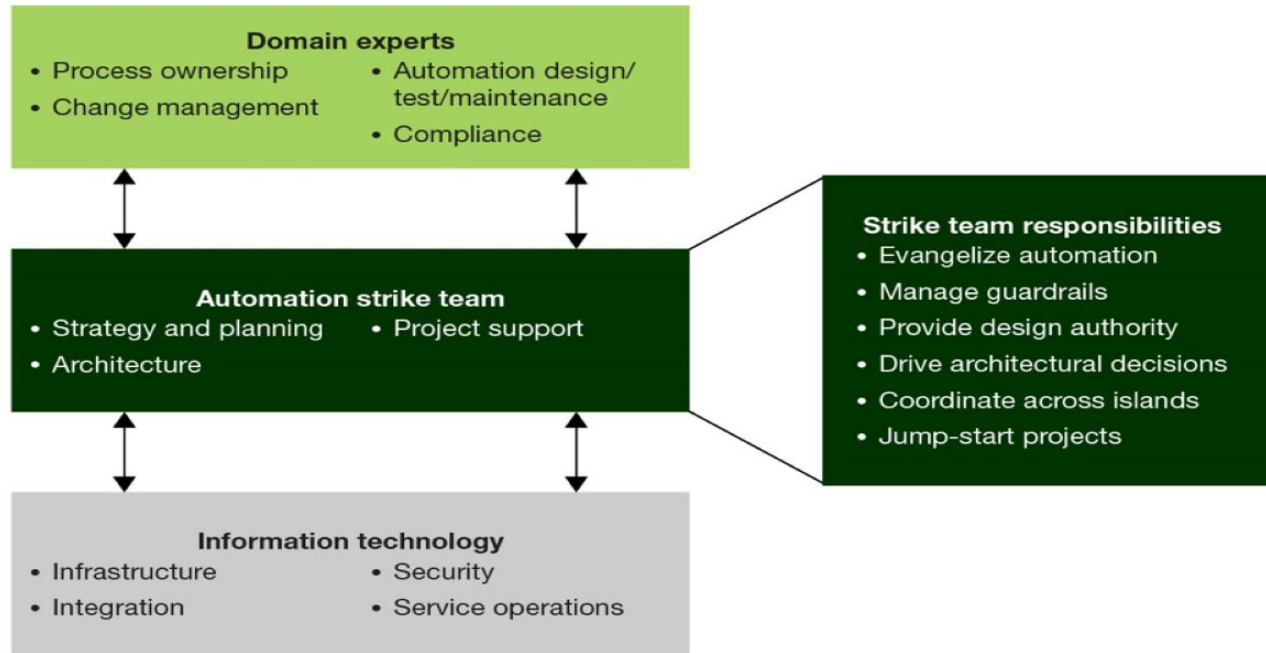 Domain experts
• Process ownership
• Change management
• Automation design/
test/maintenance
• Compliance
Automation strike team
• Strategy and planning
• Architecture
• Project support
Strike team responsibilities
• Evangelize automation
• Manage guardrails
• Provide design authority
• Drive architectural decisions
• Coordinate across islands
• Jump-start projects
Information technology
• Infrastructure
• Integration
• Security
• Service operations